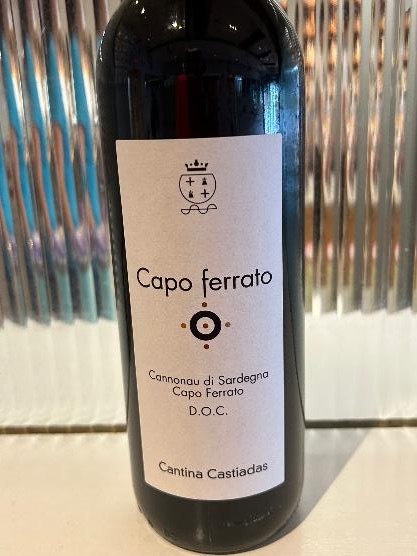 Capo ferrato
Cannonau di Sardegna
Capo Ferrato
D.O.C.
Cantina Castiadas